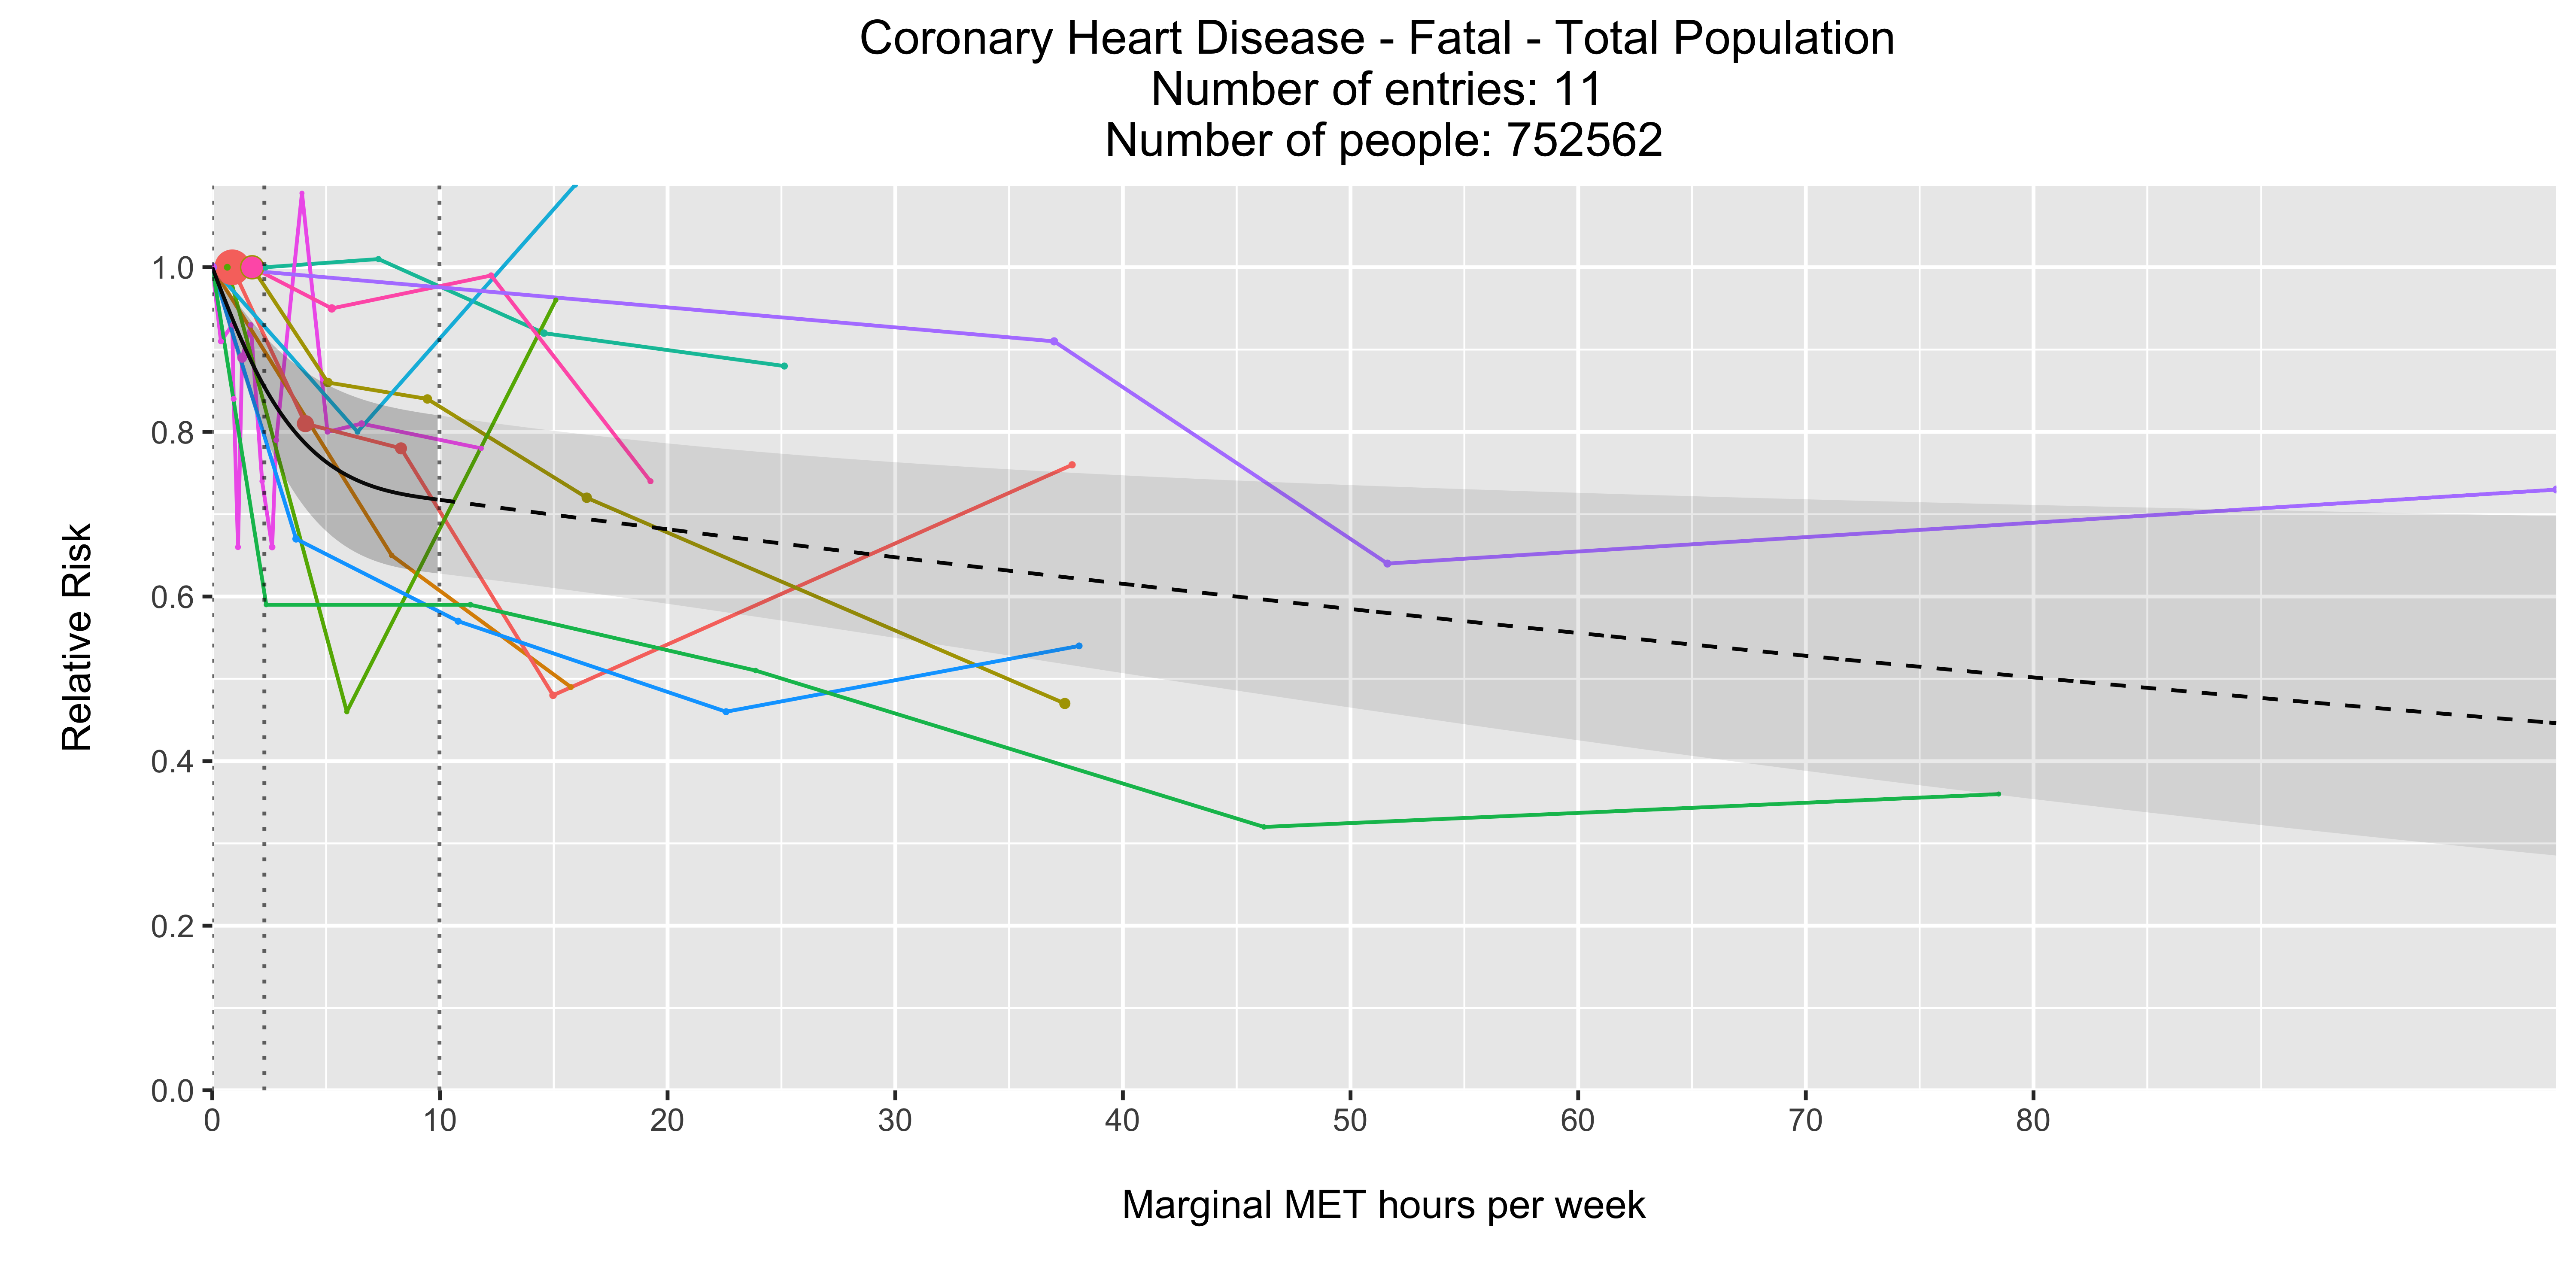 Coronary Heart Disease - Fatal - Total Population
Number of entries: 11
Number of people: 752562
1.0
0.8
0.6
0.4
0.2
0.0
Relative Risk
0 10 20 30 40 50 60 70 80
Marginal MET hours per week